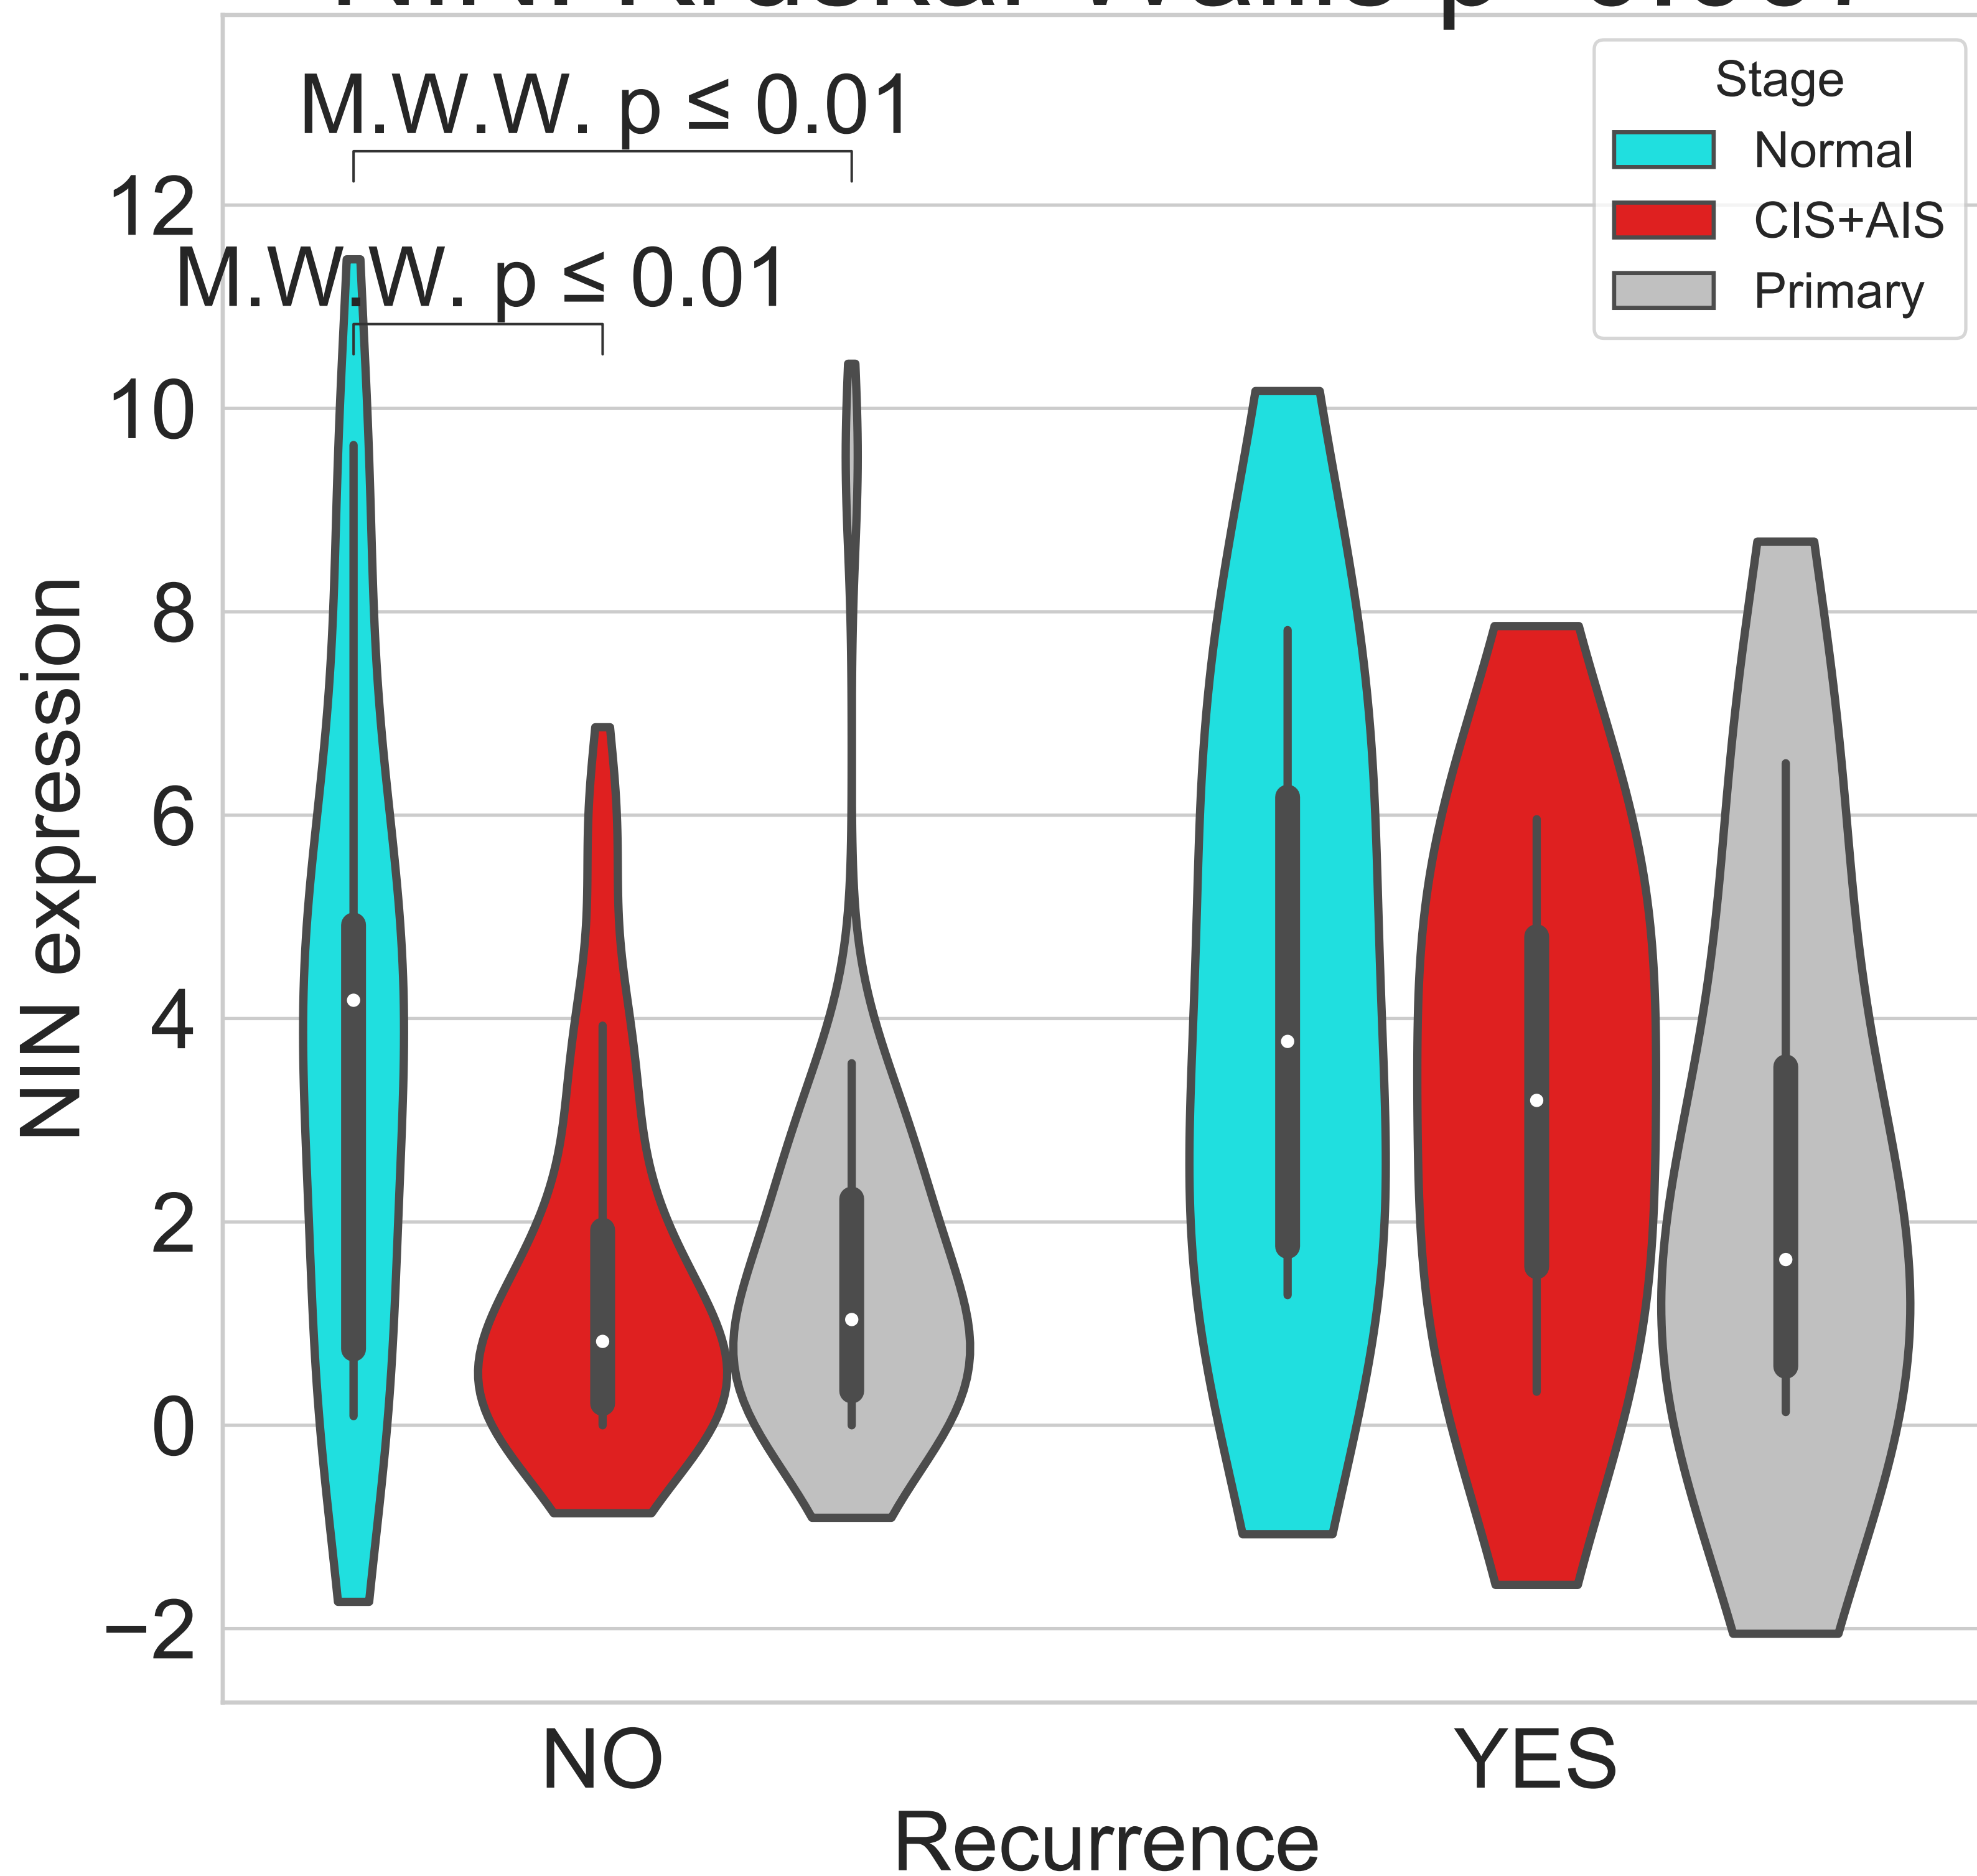 M.W.W. p ≤ 0.01
M.W.W. p ≤ 0.01
Stage
Normal
CIS+AIS
Primary
12
10
8
6
4
2
0
−2
NIN expression
NO
YES
Recurrence